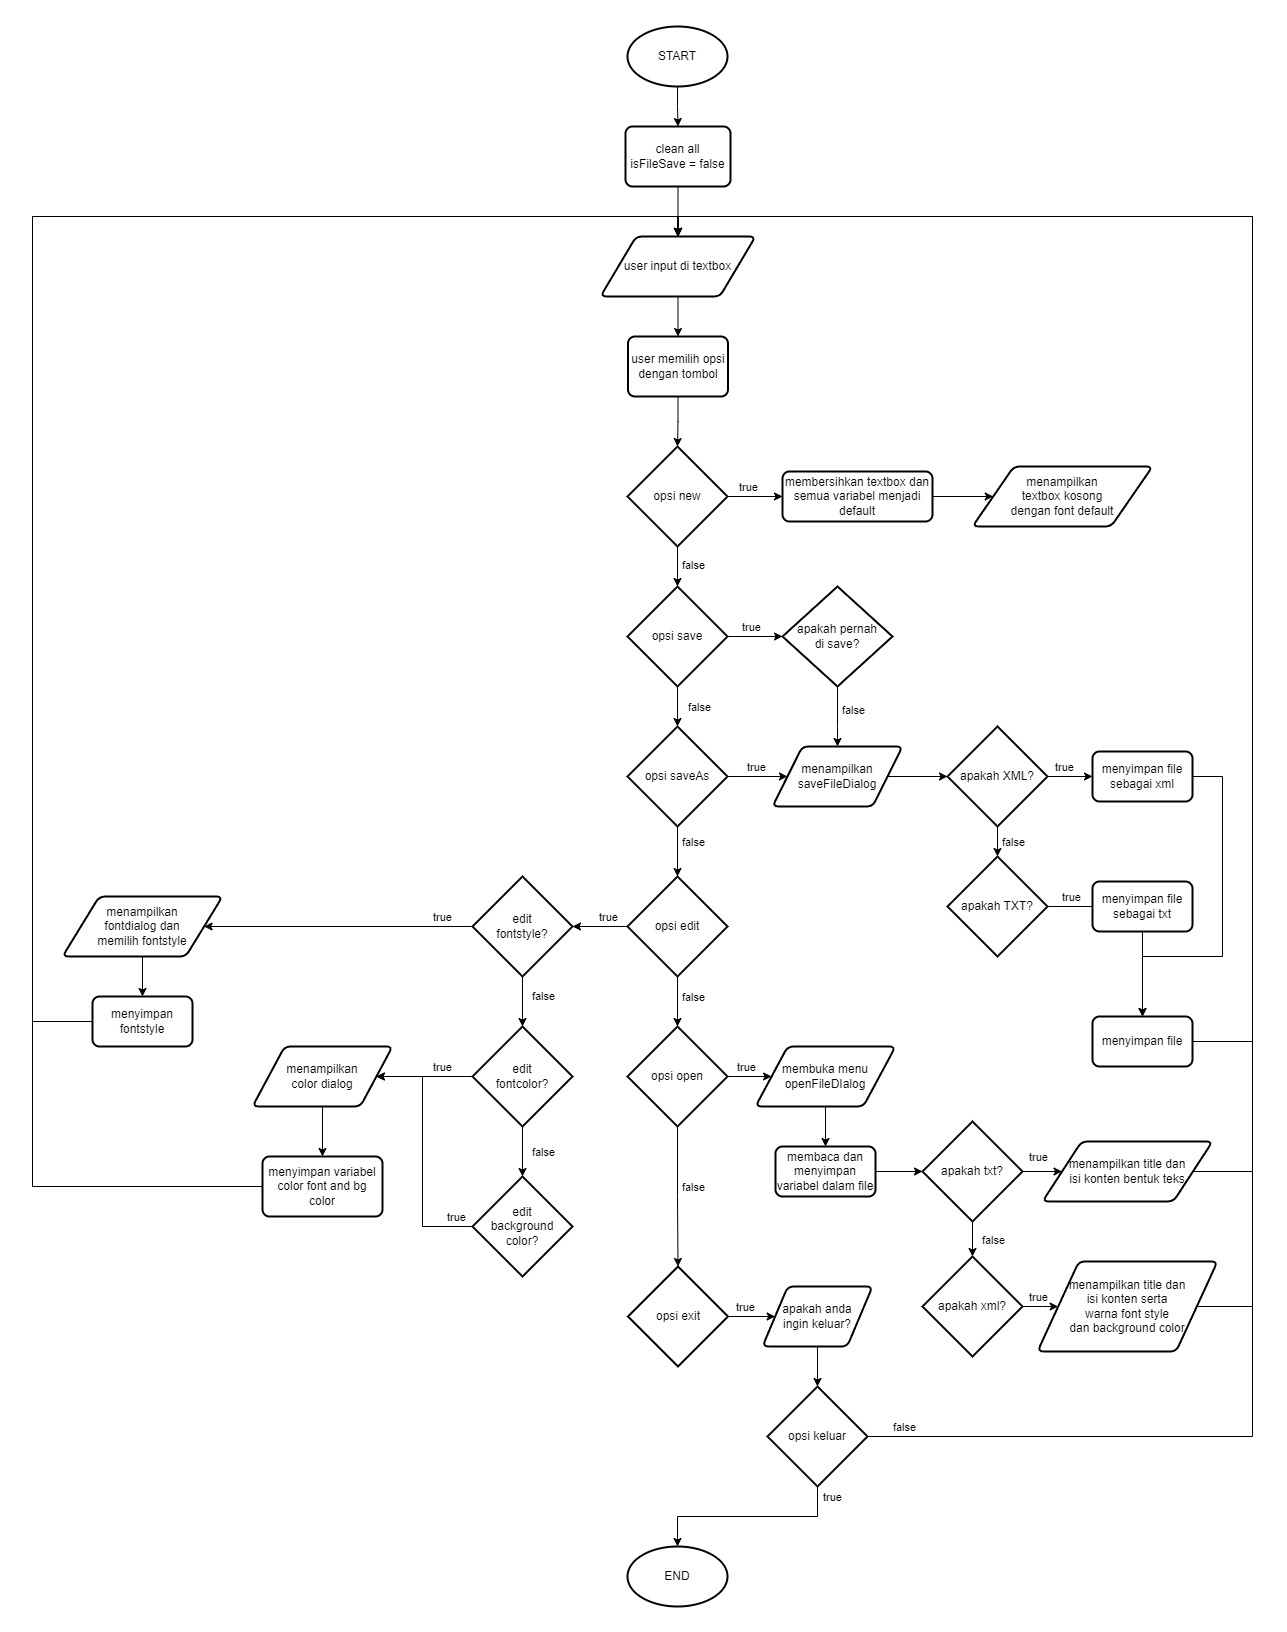 START
clean all
isFileSave = false
user input di textbox
user memilih opsi
dengan tombol
opsi new
true
membersihkan textbox dan
semua variabel menjadi
default
menampilkan
textbox kosong
dengan font default
false
opsi save
true
apakah pernah
di save?
false
false
opsi saveAs
true
menampilkan
saveFileDialog
apakah XML?
true
menyimpan file
sebagai xml
false
false
apakah TXT?
true
menyimpan file
sebagai txt
menyimpan file
opsi edit
true
edit
fontstyle?
true
menampilkan
fontdialog dan
memilih fontstyle
menyimpan
fontstyle
false
false
edit
fontcolor?
true
menampilkan
color dialog
menyimpan variabel
color font and bg
color
false
edit
background
color?
true
opsi open
true
membuka menu
openFileDIalog
membaca dan
menyimpan
variabel dalam file
apakah txt?
true
menampilkan title dan
isi konten bentuk teks
false
false
apakah xml?
true
menampilkan title dan
isi konten serta
warna font style
dan background color
opsi exit
true
apakah anda
ingin keluar?
opsi keluar
false
true
END